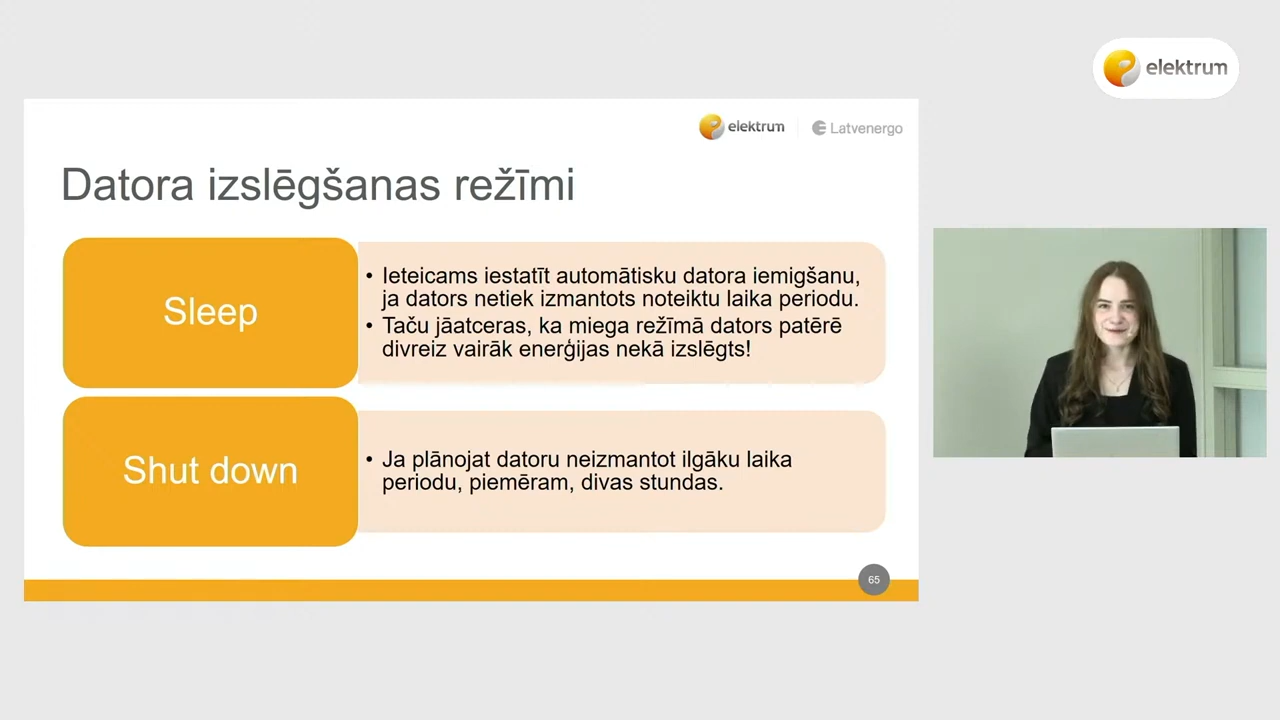 elektrum
elektrum
Latvenergo
Datora izslēgšanas režīmi
Sleep
• Ieteicams iestatīt automātisku datora iemigšanu,
ja dators netiek izmantots noteiktu laika periodu.
• Taču jāatceras, ka miega režīmā dators patērē
divreiz vairāk enerģijas nekā izslēgts!
Shut down
• Ja plānojat datoru neizmantot ilgāku laika
periodu, piemēram, divas stundas.
65